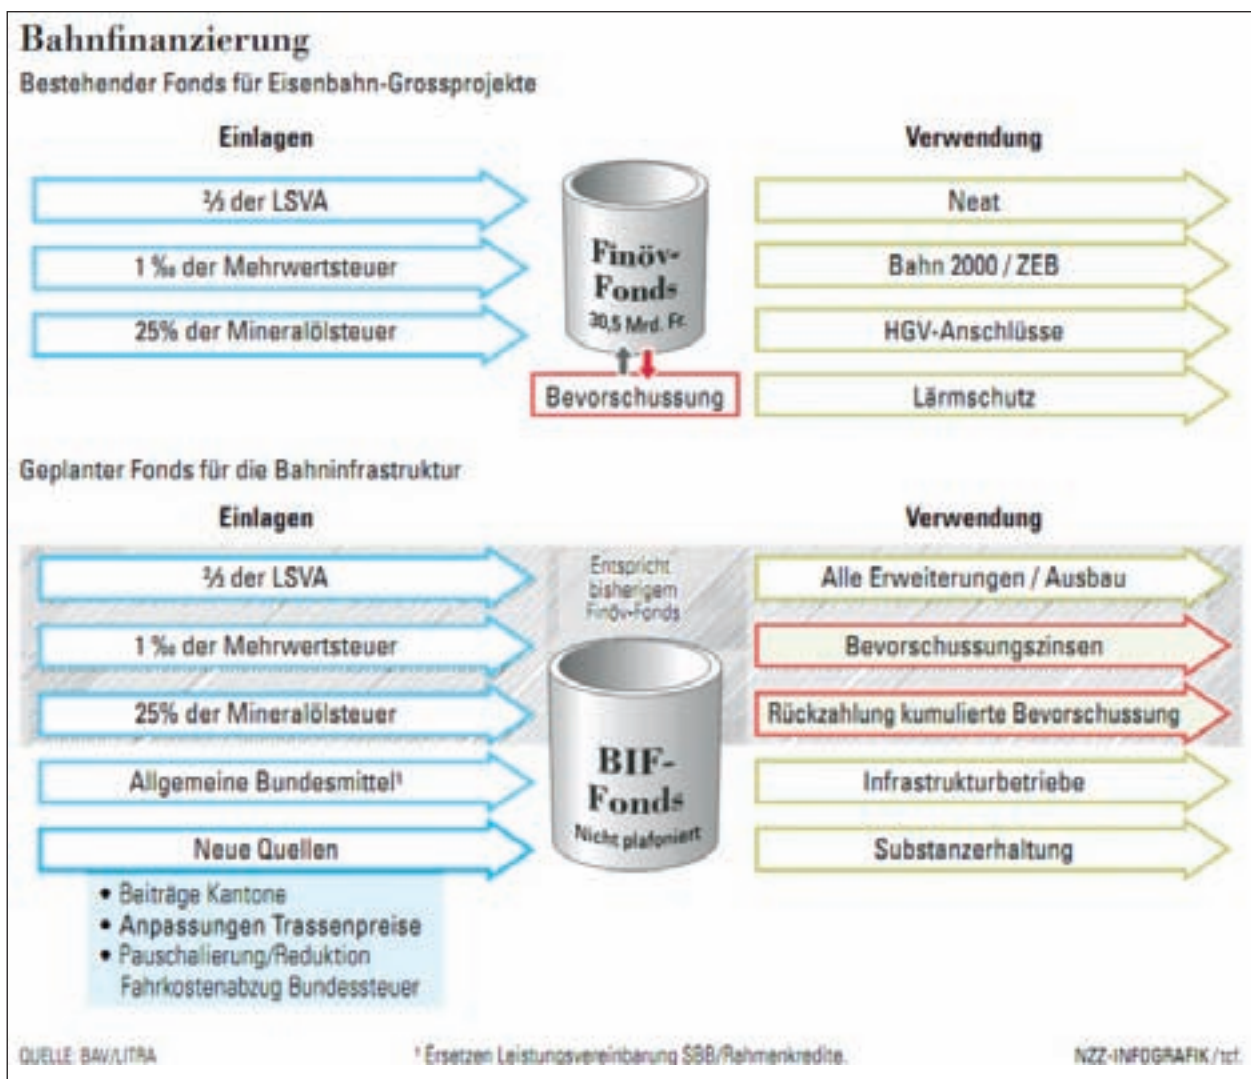 Bahnfinanzierung
Bestehender Fonds für Eisenbahn-Grossprojekte
Einlagen
Verwendung
⅔ der LSVA
1 ‰ der Mehrwertsteuer
25% der Mineralölsteuer
Finöv-
Fonds
30,5 Mrd. Fr.
Bevorschussung
Neat
Bahn 2000 / ZEB
HGV-Anschlüsse
Lärmschutz
Geplanter Fonds für die Bahninfrastruktur
Einlagen
Verwendung
⅔ der LSVA
1 ‰ der Mehrwertsteuer
25% der Mineralölsteuer
Allgemeine Bundesmittel¹
Neue Quellen
• Beiträge Kantone
• Anpassungen Trassenpreise
• Pauschalierung/Reduktion
Fahrkostenabzug Bundessteuer
Entspricht
bisherigem
Finöv-Fonds
BIF-
Fonds
Nicht plafoniert
Alle Erweiterungen / Ausbau
Bevorschussungszinsen
Rückzahlung kumulierte Bevorschussung
Infrastrukturbetriebe
Substanzerhaltung
QUELLE: BAV/LITRA
¹ Ersetzen Leistungsvereinbarung SBB/Rahmenkredite.
NZZ-INFOGRAFIK / tcf.